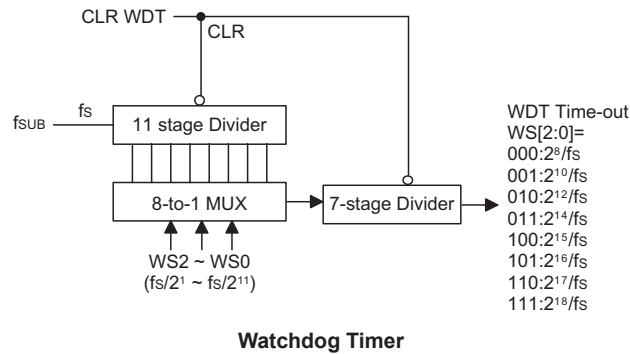 CLR WDT
CLR
fSUB
fS
11 stage Divider
8-to-1 MUX
7-stage Divider
WS2 ~ WS0
(fS/2¹ ~ fS/2¹¹)
WDT Time-out
WS[2:0]=
000:2⁸/fS
001:2¹⁰/fS
010:2¹²/fS
011:2¹⁴/fS
100:2¹⁵/fS
101:2¹⁶/fS
110:2¹⁷/fS
111:2¹⁸/fS
Watchdog Timer